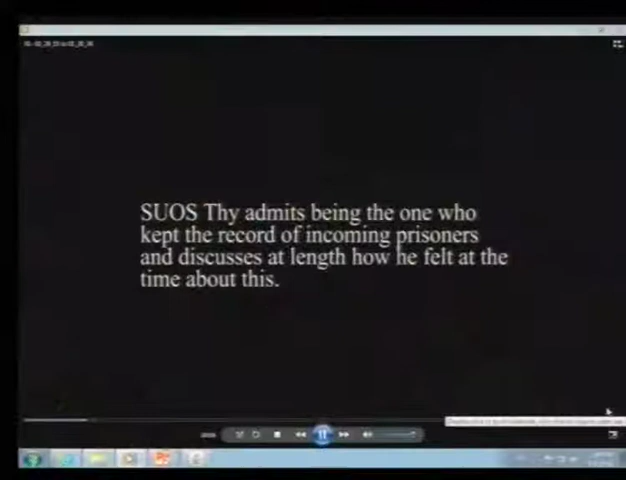 SUOS Thy admits being the one who
kept the record of incoming prisoners
and discusses at length how he felt at the
time about this.